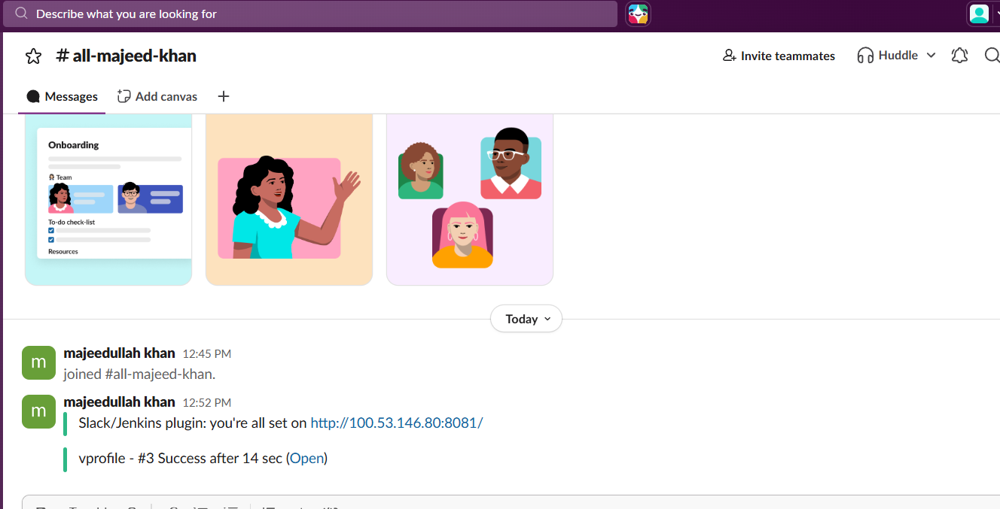 Describe what you are looking for
# all-majeed-khan
Invite teammates
Huddle
Messages
Add canvas
Onboarding
Team
To-do check-list
Resources
Today
majeedullah khan 12:45 PM
joined #all-majeed-khan.
majeedullah khan 12:52 PM
Slack/Jenkins plugin: you're all set on http://100.53.146.80:8081/
vprofile - #3 Success after 14 sec (Open)
m
m